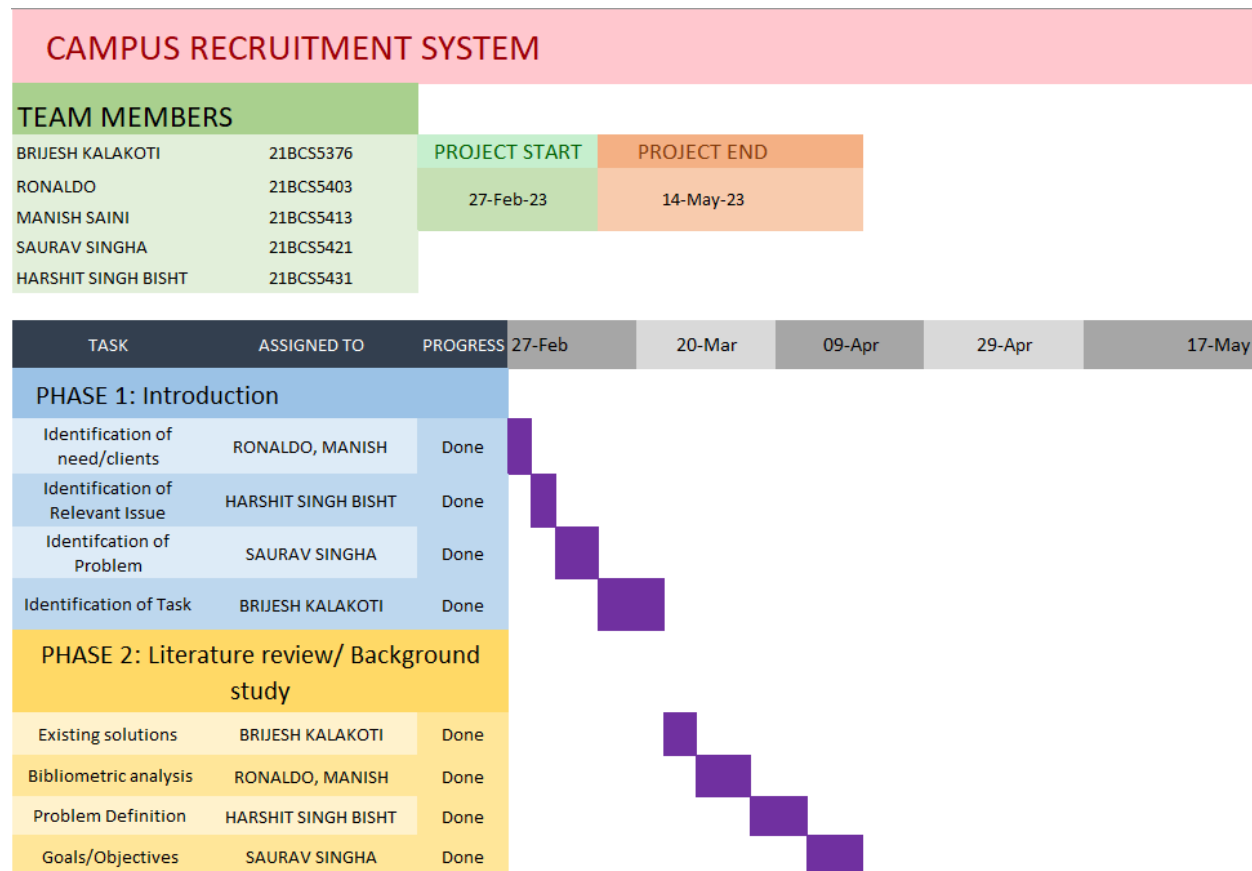 CAMPUS RECRUITMENT SYSTEM
TEAM MEMBERS
BRIJESH KALAKOTI 21BCS5376
RONALDO 21BCS5403
MANISH SAINI 21BCS5413
SAURAV SINGHA 21BCS5421
HARSHIT SINGH BISHT 21BCS5431
PROJECT START PROJECT END
27-Feb-23 14-May-23
TASK ASSIGNED TO PROGRESS 27-Feb 20-Mar 09-Apr 29-Apr 17-May
PHASE 1: Introduction
Identification of
need/clients
RONALDO, MANISH Done
Identification of
Relevant Issue
HARSHIT SINGH BISHT Done
Identifcation of
Problem
SAURAV SINGHA Done
Identification of Task BRIJESH KALAKOTI Done
PHASE 2: Literature review/ Background
study
Existing solutions BRIJESH KALAKOTI Done
Bibliometric analysis RONALDO, MANISH Done
Problem Definition HARSHIT SINGH BISHT Done
Goals/Objectives SAURAV SINGHA Done